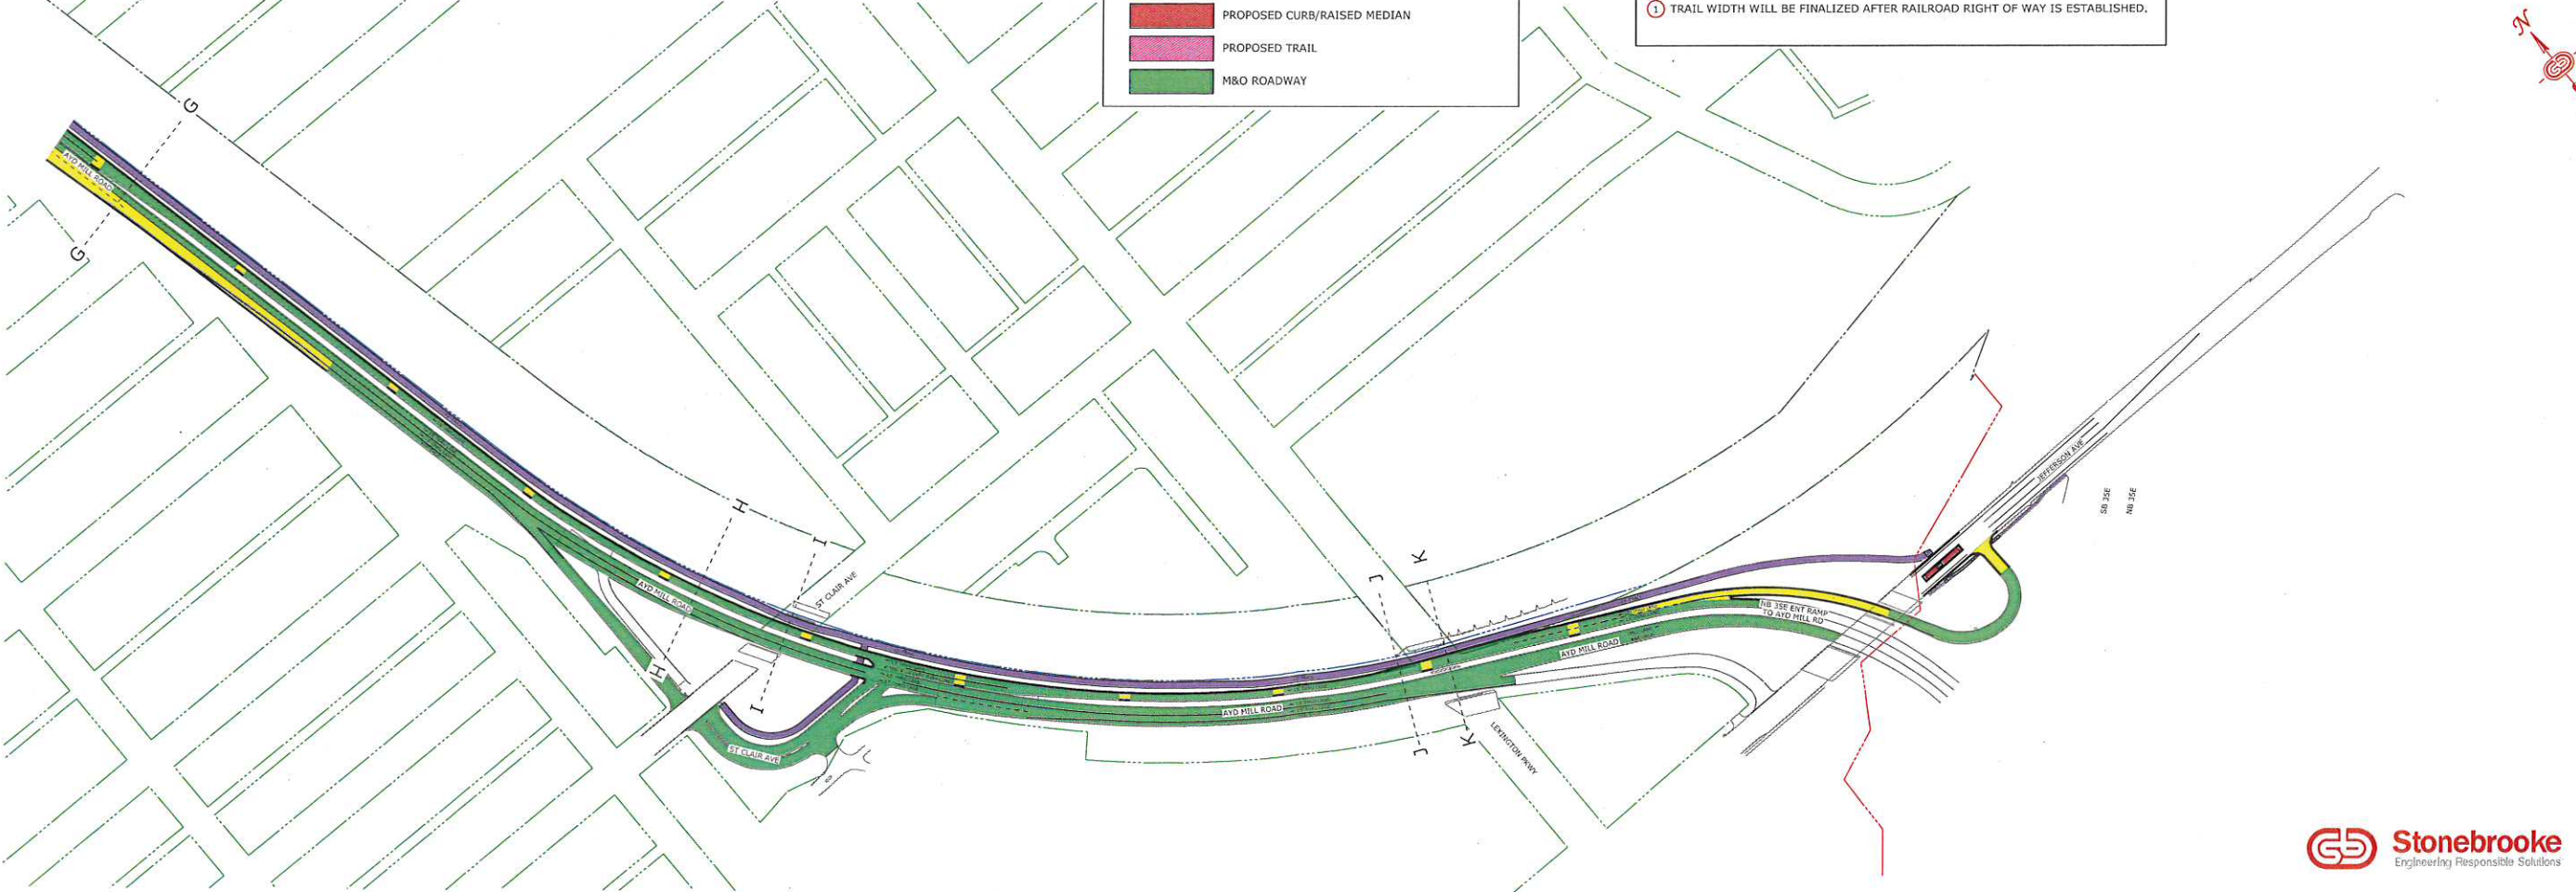 PROPOSED CURB/RAISED MEDIAN
PROPOSED TRAIL
M&O ROADWAY
1 TRAIL WIDTH WILL BE FINALIZED AFTER RAILROAD RIGHT OF WAY IS ESTABLISHED.
N
G
AYD MILL ROAD
G
H
I
ST CLAIR AVE
AYD MILL ROAD
H
I
ST CLAIR AVE
J
K
AYD MILL ROAD
J
K
LEXINGTON PKWY
AYD MILL ROAD
NB 35E ENT RAMP
TO AYD MILL RD
JEFFERSON AVE
SB 35E
NB 35E
Stonebrooke
Engineering Responsible Solutions